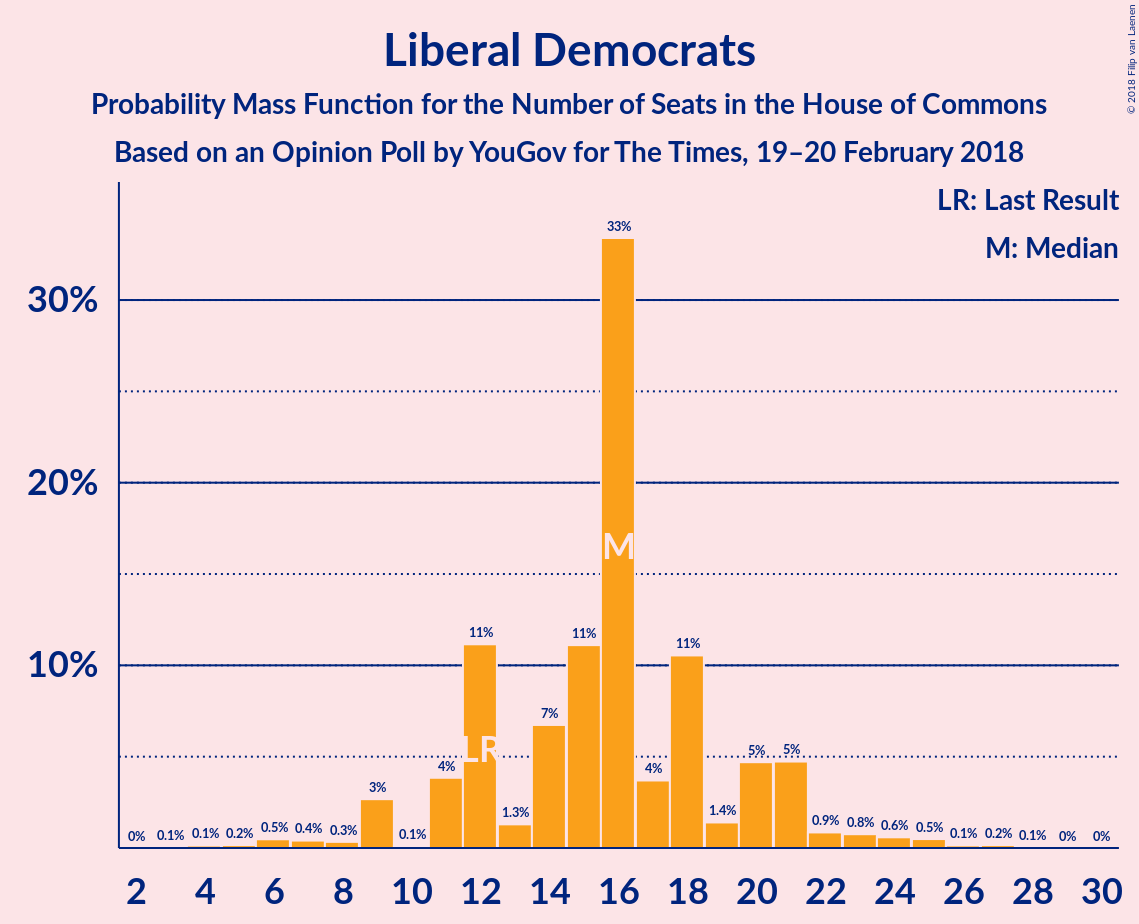 Liberal Democrats
Probability Mass Function for the Number of Seats in the House of Commons
Based on an Opinion Poll by YouGov for The Times, 19–20 February 2018
© 2018 Filip van Laenen
LR: Last Result
M: Median
30%
20%
10%
0% 0.1% 0.1% 0.2% 0.5% 0.4% 0.3% 3% 0.1% 4% 11% 1.3% 7% 11% 33% 4% 11% 1.4% 5% 5% 0.9% 0.8% 0.6% 0.5% 0.1% 0.2% 0.1% 0% 0%
M
LR
2 4 6 8 10 12 14 16 18 20 22 24 26 28 30